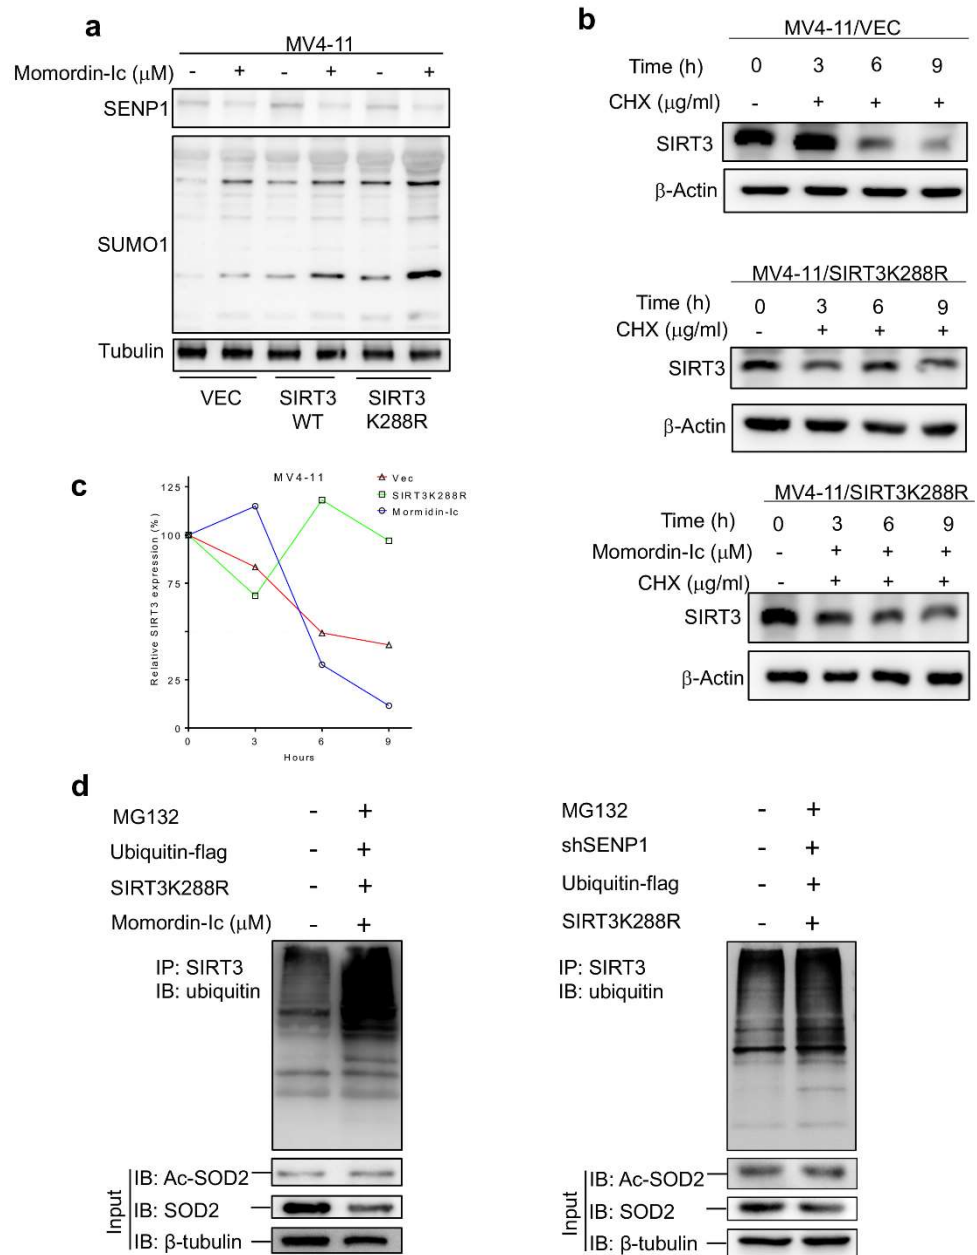 a
MV4-11
Momordin-Ic (μM) - + - + - +
SENP1
SUMO1
Tubulin
VEC SIRT3 SIRT3
WT K288R
b
MV4-11/VEC
Time (h) 0 3 6 9
CHX (μg/ml) - + + +
SIRT3
β-Actin
MV4-11/SIRT3K288R
Time (h) 0 3 6 9
CHX (μg/ml) - + + +
SIRT3
β-Actin
MV4-11/SIRT3K288R
Time (h) 0 3 6 9
Momordin-Ic (μM) - + + +
CHX (μg/ml) - + + +
SIRT3
β-Actin
c
MV4-11
Vec
SIRT3K288R
Mormidin-Ic
Relative SIRT3 expression (%)
125
100
75
25
0
0 3 6 9
Hours
d
MG132 - +
Ubiquitin-flag - +
SIRT3K288R - +
Momordin-Ic (μM) - +
IP: SIRT3
IB: ubiquitin
Input
IB: Ac-SOD2
IB: SOD2
IB: β-tubulin
MG132 - +
shSENP1 - +
Ubiquitin-flag - +
SIRT3K288R - +
IP: SIRT3
IB: ubiquitin
Input
IB: Ac-SOD2
IB: SOD2
IB: β-tubulin